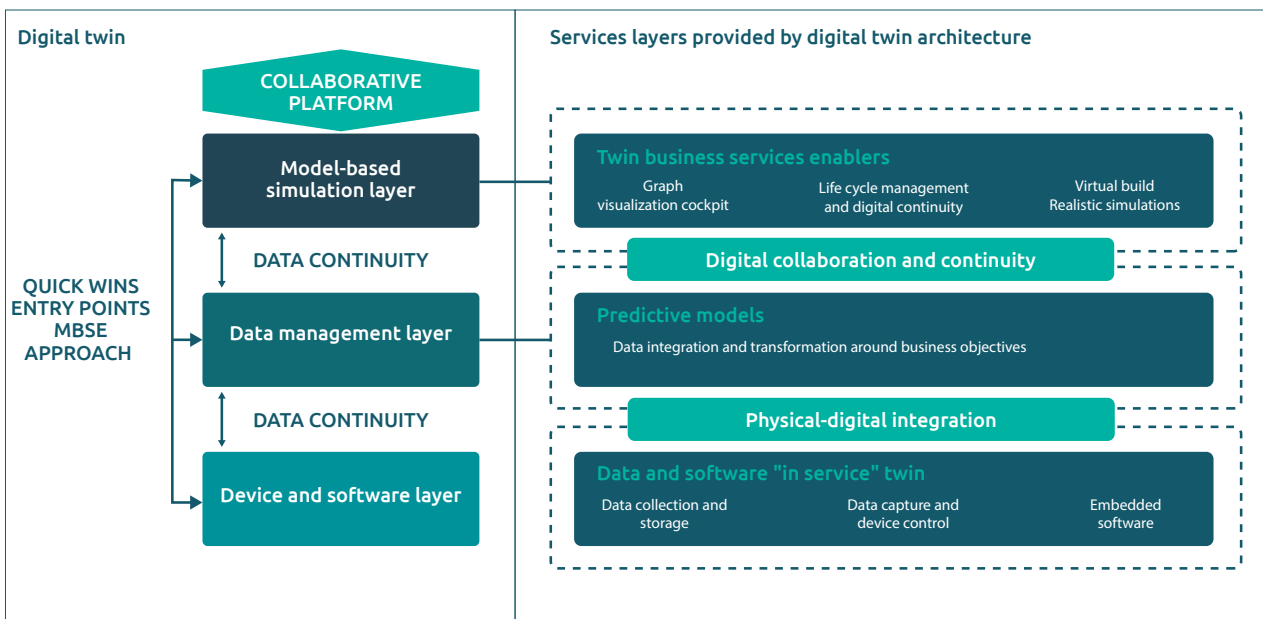 Digital twin
COLLABORATIVE
PLATFORM
Model-based
simulation layer
DATA CONTINUITY
QUICK WINS
ENTRY POINTS
MBSE
APPROACH
Data management layer
DATA CONTINUITY
Device and software layer
Services layers provided by digital twin architecture
Twin business services enablers
Graph
visualization cockpit
Life cycle management
and digital continuity
Virtual build
Realistic simulations
Digital collaboration and continuity
Predictive models
Data integration and transformation around business objectives
Physical-digital integration
Data and software "in service" twin
Data collection and
storage
Data capture and
device control
Embedded
software